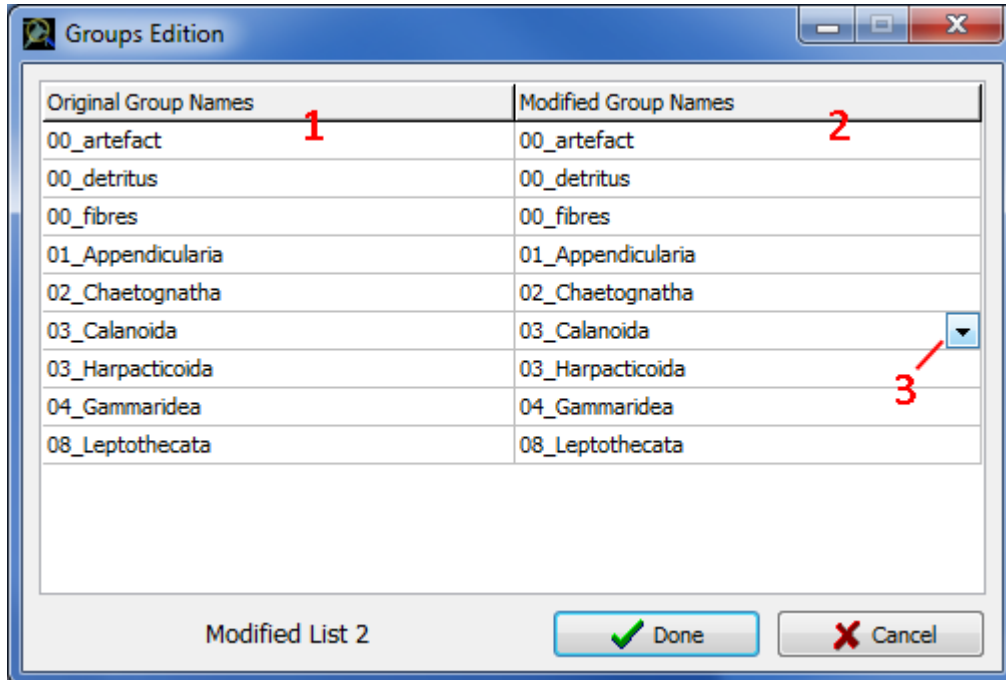 Groups Edition
Original Group Names Modified Group Names
1 2
00_artefact 00_artefact
00_detritus 00_detritus
00_fibres 00_fibres
01_Appendicularia 01_Appendicularia
02_Chaetognatha 02_Chaetognatha
03_Calanoida 03_Calanoida
03_Harpacticoida 03_Harpacticoida
3
04_Gammaridea 04_Gammaridea
08_Leptothecata 08_Leptothecata
Modified List 2 Done Cancel